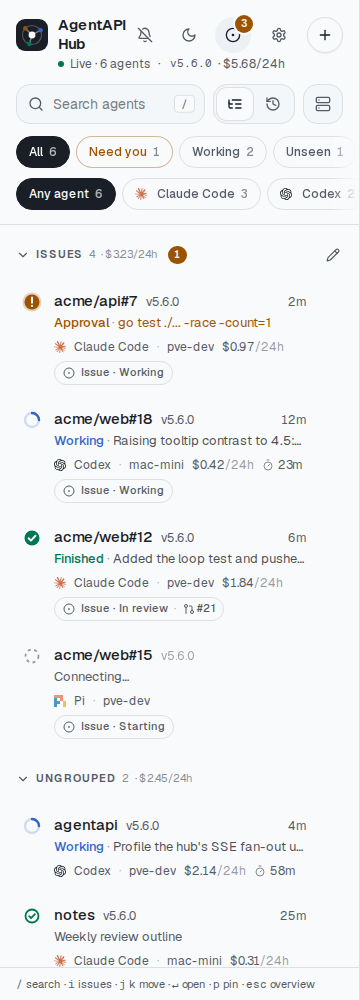 AgentAPI Hub
3
Live · 6 agents · v5.6.0 · $5.68/24h
Search agents /
All 6 Need you 1 Working 2 Unseen 1
Any agent 6 Claude Code 3 Codex 2
ISSUES 4 · $3.23/24h 1
acme/api#7 v5.6.0 2m
Approval · go test ./... -race -count=1
Claude Code · pve-dev $0.97/24h
Issue · Working
acme/web#18 v5.6.0 12m
Working · Raising tooltip contrast to 4.5:…
Codex · mac-mini $0.42/24h 23m
Issue · Working
acme/web#12 v5.6.0 6m
Finished · Added the loop test and pushe…
Claude Code · pve-dev $1.84/24h
Issue · In review · #21
acme/web#15 v5.6.0
Connecting…
Pi · pve-dev
Issue · Starting
UNGROUPED 2 · $2.45/24h
agentapi v5.6.0 4m
Working · Profile the hub's SSE fan-out u…
Codex · pve-dev $2.14/24h 58m
notes v5.6.0 25m
Weekly review outline
Claude Code · mac-mini $0.31/24h
/ search · i issues · j k move · ↵ open · p pin · esc overview